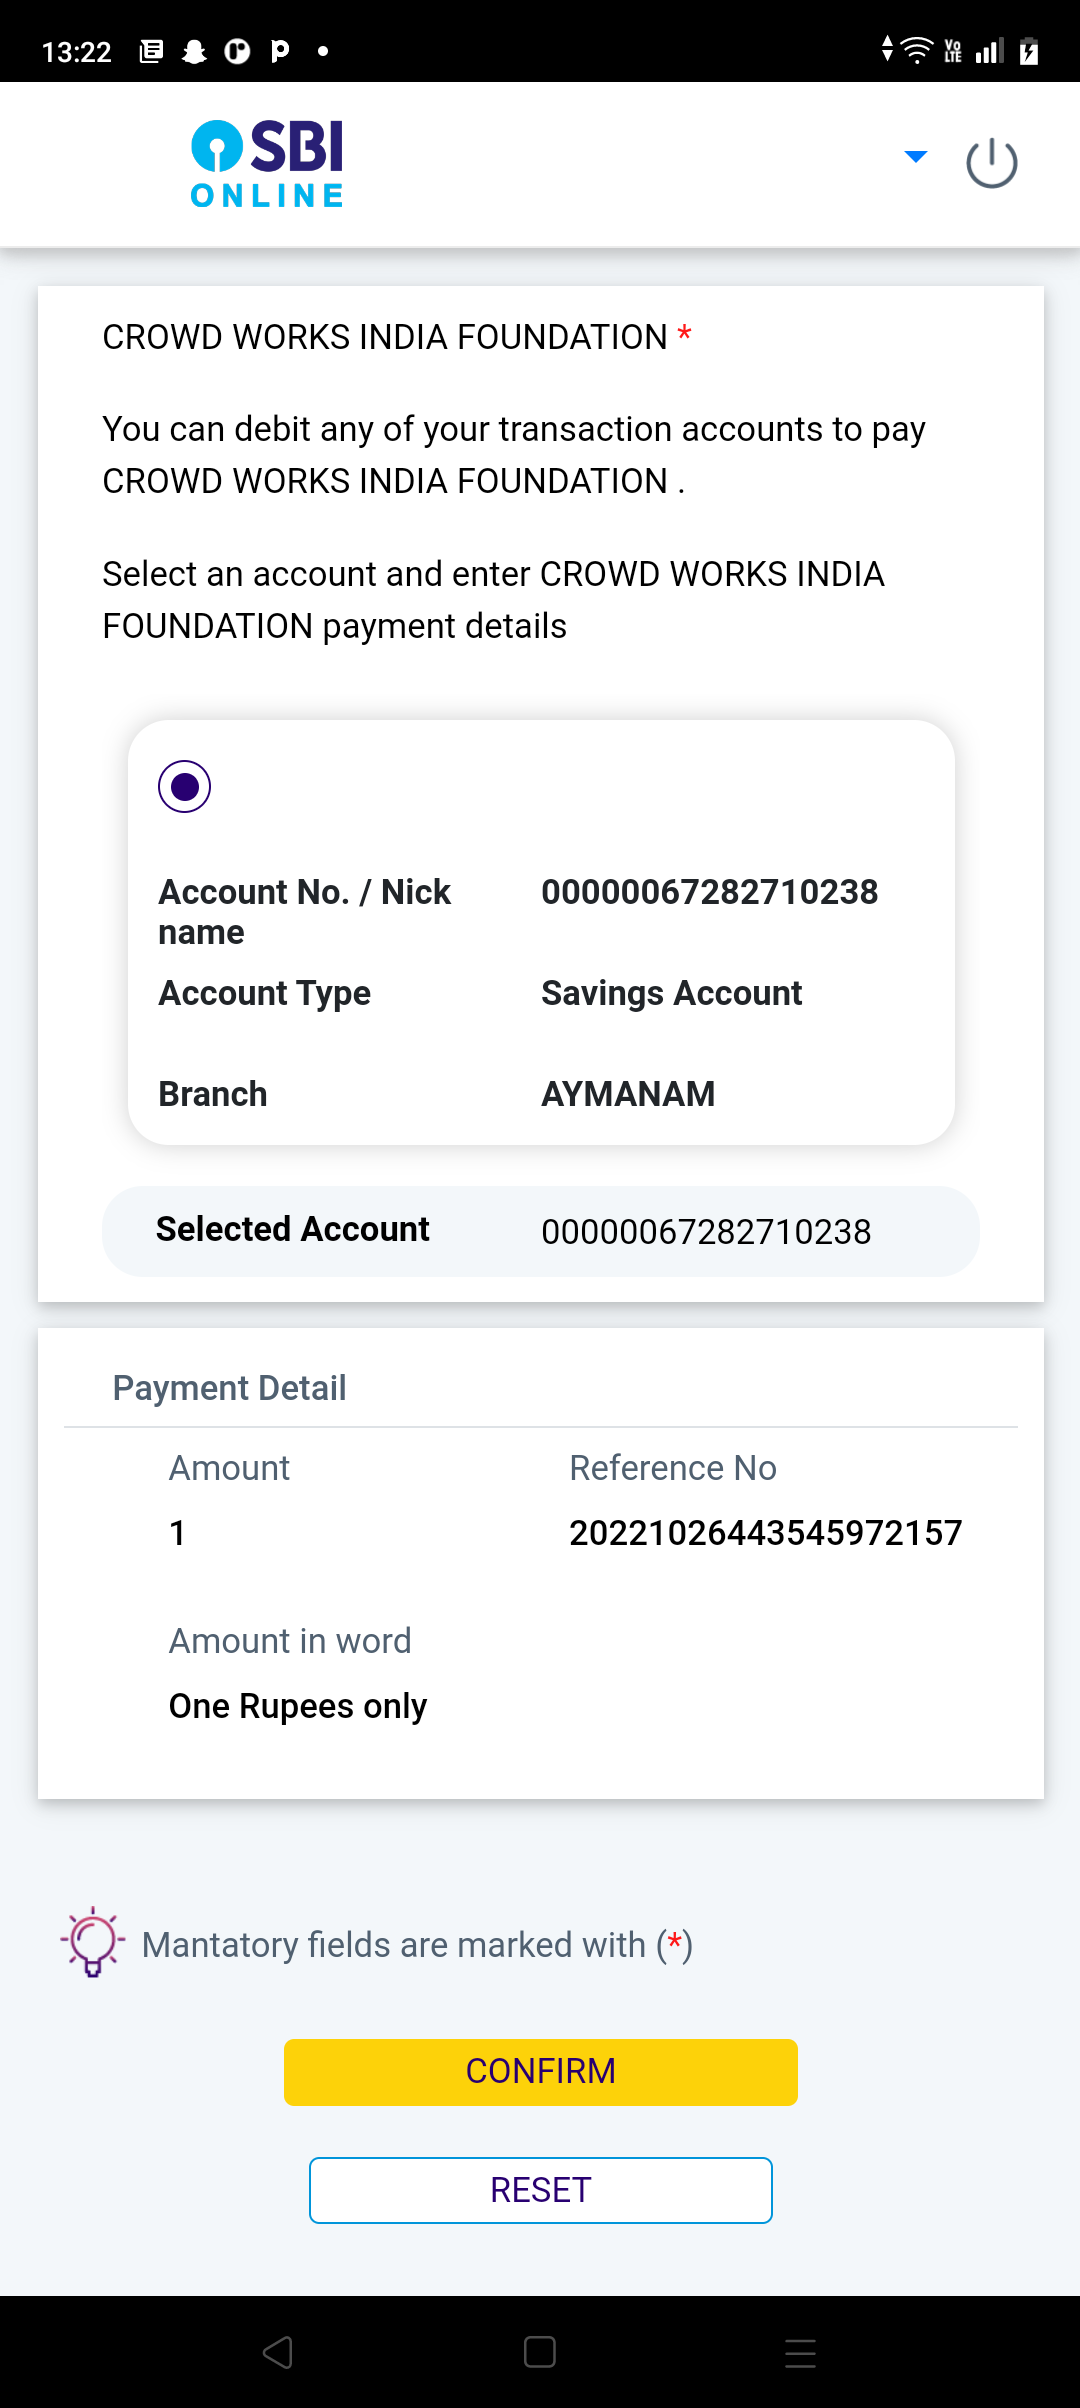 13:22
Vo LTE
SBI
ONLINE
CROWD WORKS INDIA FOUNDATION *
You can debit any of your transaction accounts to pay
CROWD WORKS INDIA FOUNDATION .
Select an account and enter CROWD WORKS INDIA
FOUNDATION payment details
Account No. / Nick name 00000067282710238
Account Type Savings Account
Branch AYMANAM
Selected Account 00000067282710238
Payment Detail
Amount Reference No
1 20221026443545972157
Amount in word
One Rupees only
Mantatory fields are marked with (*)
CONFIRM
RESET